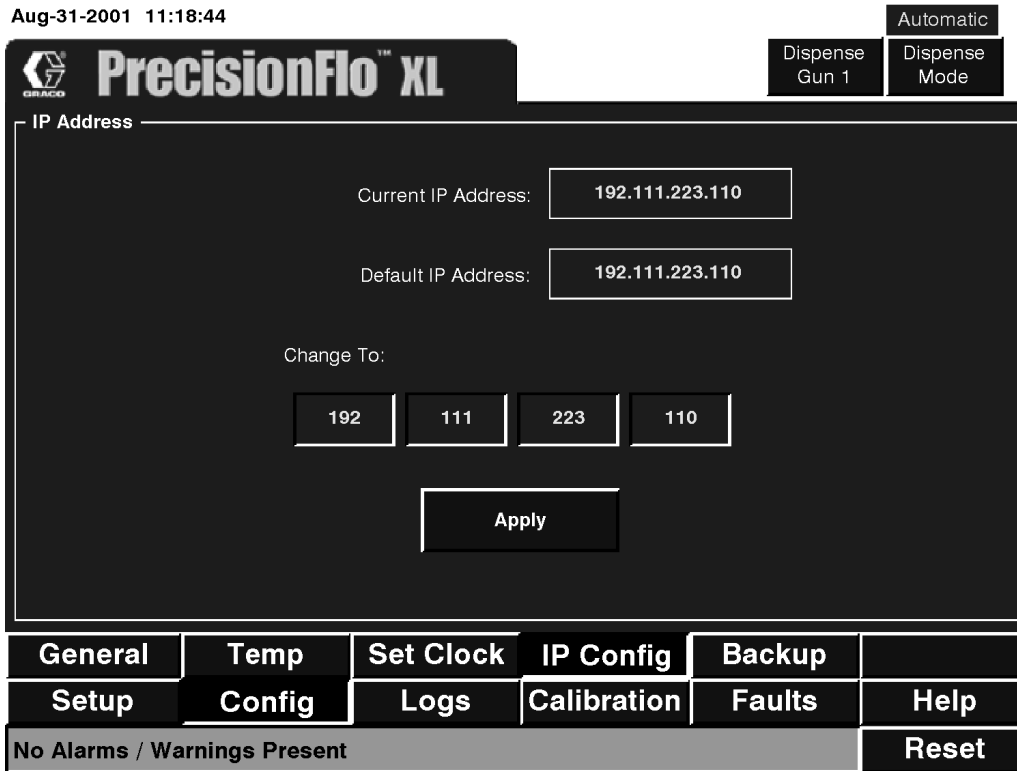 Aug-31-2001 11:18:44
Automatic
GRACO
PrecisionFlo™ XL
Dispense
Gun 1
Dispense
Mode
IP Address
Current IP Address: 192.111.223.110
Default IP Address: 192.111.223.110
Change To:
192 111 223 110
Apply
General Temp Set Clock IP Config Backup
Setup Config Logs Calibration Faults Help
No Alarms / Warnings Present Reset